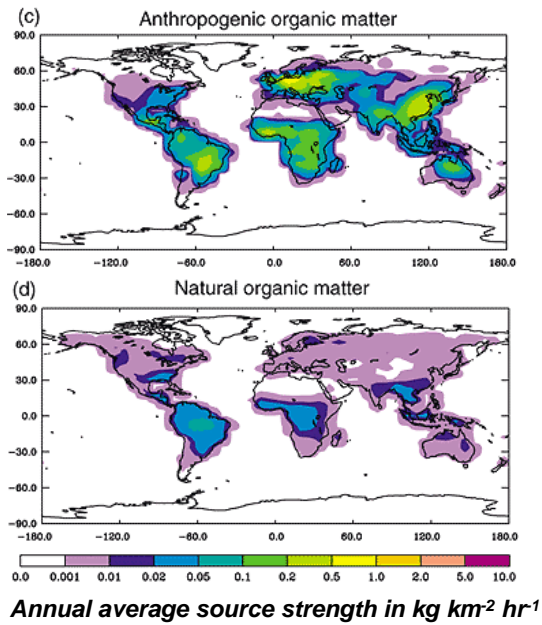 (c) Anthropogenic organic matter
90.0
60.0
30.0
0.0
−30.0
−60.0
−90.0
−180.0 −120.0 −60.0 0.0 60.0 120.0 180.0
(d) Natural organic matter
90.0
60.0
30.0
0.0
−30.0
−60.0
−90.0
−180.0 −120.0 −60.0 0.0 60.0 120.0 180.0
0.0 0.001 0.01 0.02 0.05 0.1 0.2 0.5 1.0 2.0 5.0 10.0
Annual average source strength in kg km⁻² hr⁻¹